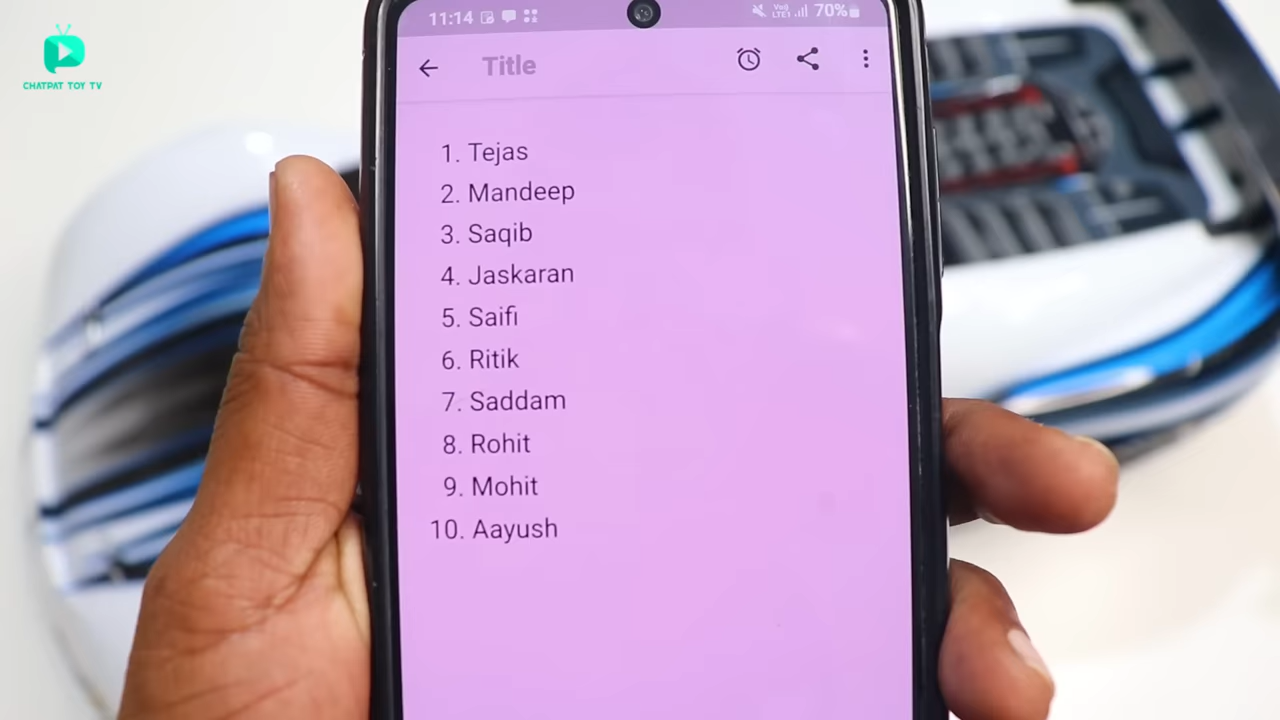 CHATPAT TOY TV
11:14 70%
Title
1. Tejas
2. Mandeep
3. Saqib
4. Jaskaran
5. Saifi
6. Ritik
7. Saddam
8. Rohit
9. Mohit
10. Aayush